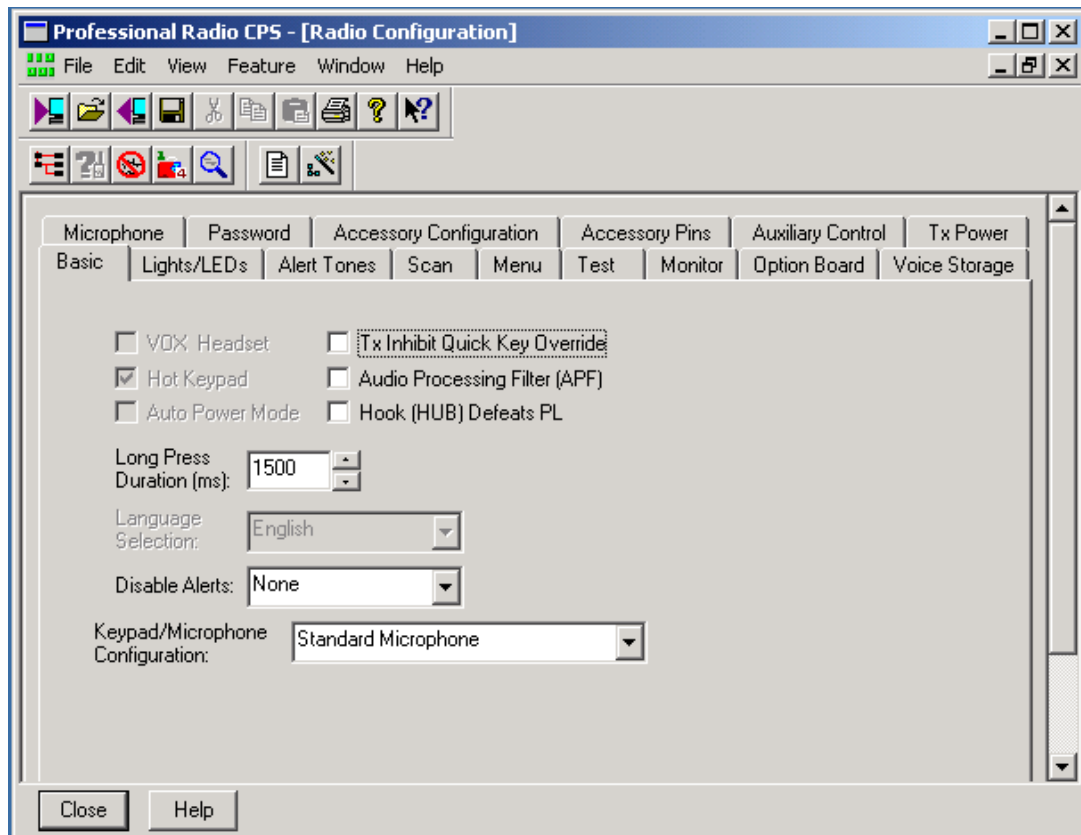 Professional Radio CPS - [Radio Configuration]
File Edit View Feature Window Help
Microphone Password Accessory Configuration Accessory Pins Auxiliary Control Tx Power
Basic Lights/LEDs Alert Tones Scan Menu Test Monitor Option Board Voice Storage
VOX Headset Tx Inhibit Quick Key Override
Hot Keypad Audio Processing Filter (APF)
Auto Power Mode Hook (HUB) Defeats PL
Long Press
Duration (ms): 1500
Language
Selection: English
Disable Alerts: None
Keypad/Microphone
Configuration: Standard Microphone
Close Help